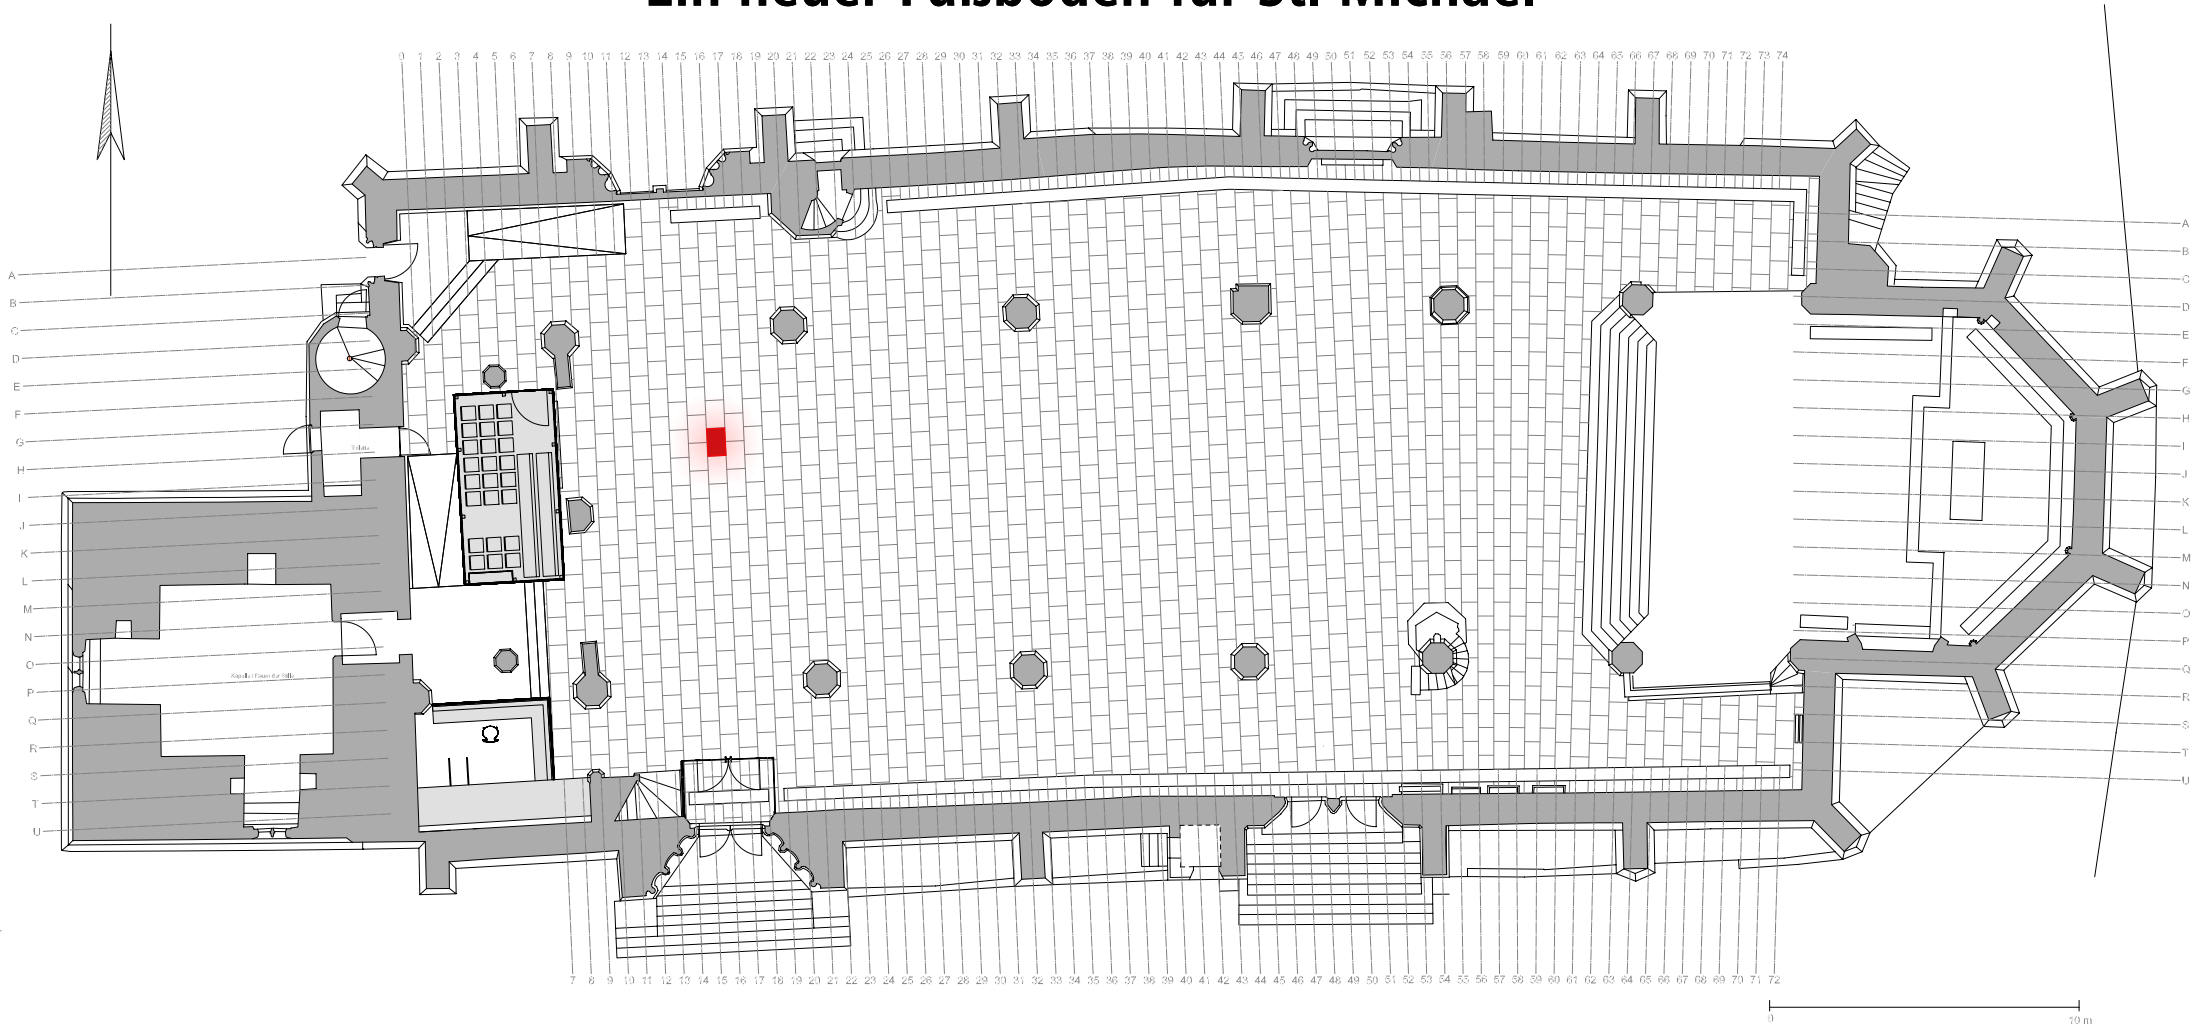 Ein neuer Fußboden für St. Michael
0 1 2 3 4 5 6 7 8 9 10 11 12 13 14 15 16 17 18 19 20 21 22 23 24 25 26 27 28 29 30 31 32 33 34 35 36 37 38 39 40 41 42 43 44 45 46 47 48 49 50 51 52 53 54 55 56 57 58 59 60 61 62 63 64 65 66 67 68 69 70 71 72 73 74
A
B
C
D
E
F
G
H
I
J
K
L
M
N
O
P
Q
R
S
T
U
Kapelle / Raum der Stille
A
B
C
D
E
F
G
H
I
J
K
L
M
N
O
P
Q
R
S
T
U
7 8 9 10 11 12 13 14 15 16 17 18 19 20 21 22 23 24 25 26 27 28 29 30 31 32 33 34 35 36 37 38 39 40 41 42 43 44 45 46 47 48 49 50 51 52 53 54 55 56 57 58 59 60 61 62 63 64 65 66 67 68 69 70 71 72
0 10 m